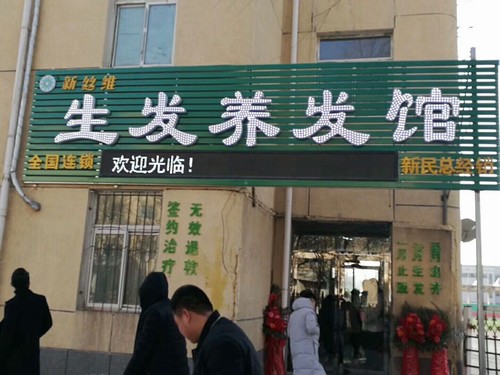 新丝维
生发养发馆
全国连锁
欢迎光临!
新民总经销
签约治疗
无效退款